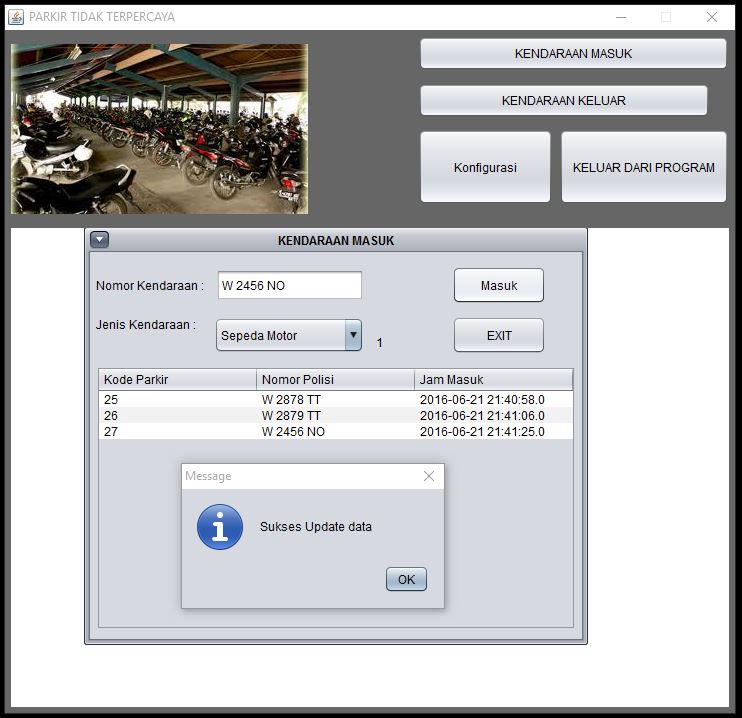 PARKIR TIDAK TERPERCAYA
KENDARAAN MASUK
KENDARAAN KELUAR
Konfigurasi
KELUAR DARI PROGRAM
KENDARAAN MASUK
Nomor Kendaraan :
W 2456 NO
Masuk
Jenis Kendaraan :
Sepeda Motor
1
EXIT
Kode Parkir Nomor Polisi Jam Masuk
25 W 2878 TT 2016-06-21 21:40:58.0
26 W 2879 TT 2016-06-21 21:41:06.0
27 W 2456 NO 2016-06-21 21:41:25.0
Message
Sukses Update data
OK